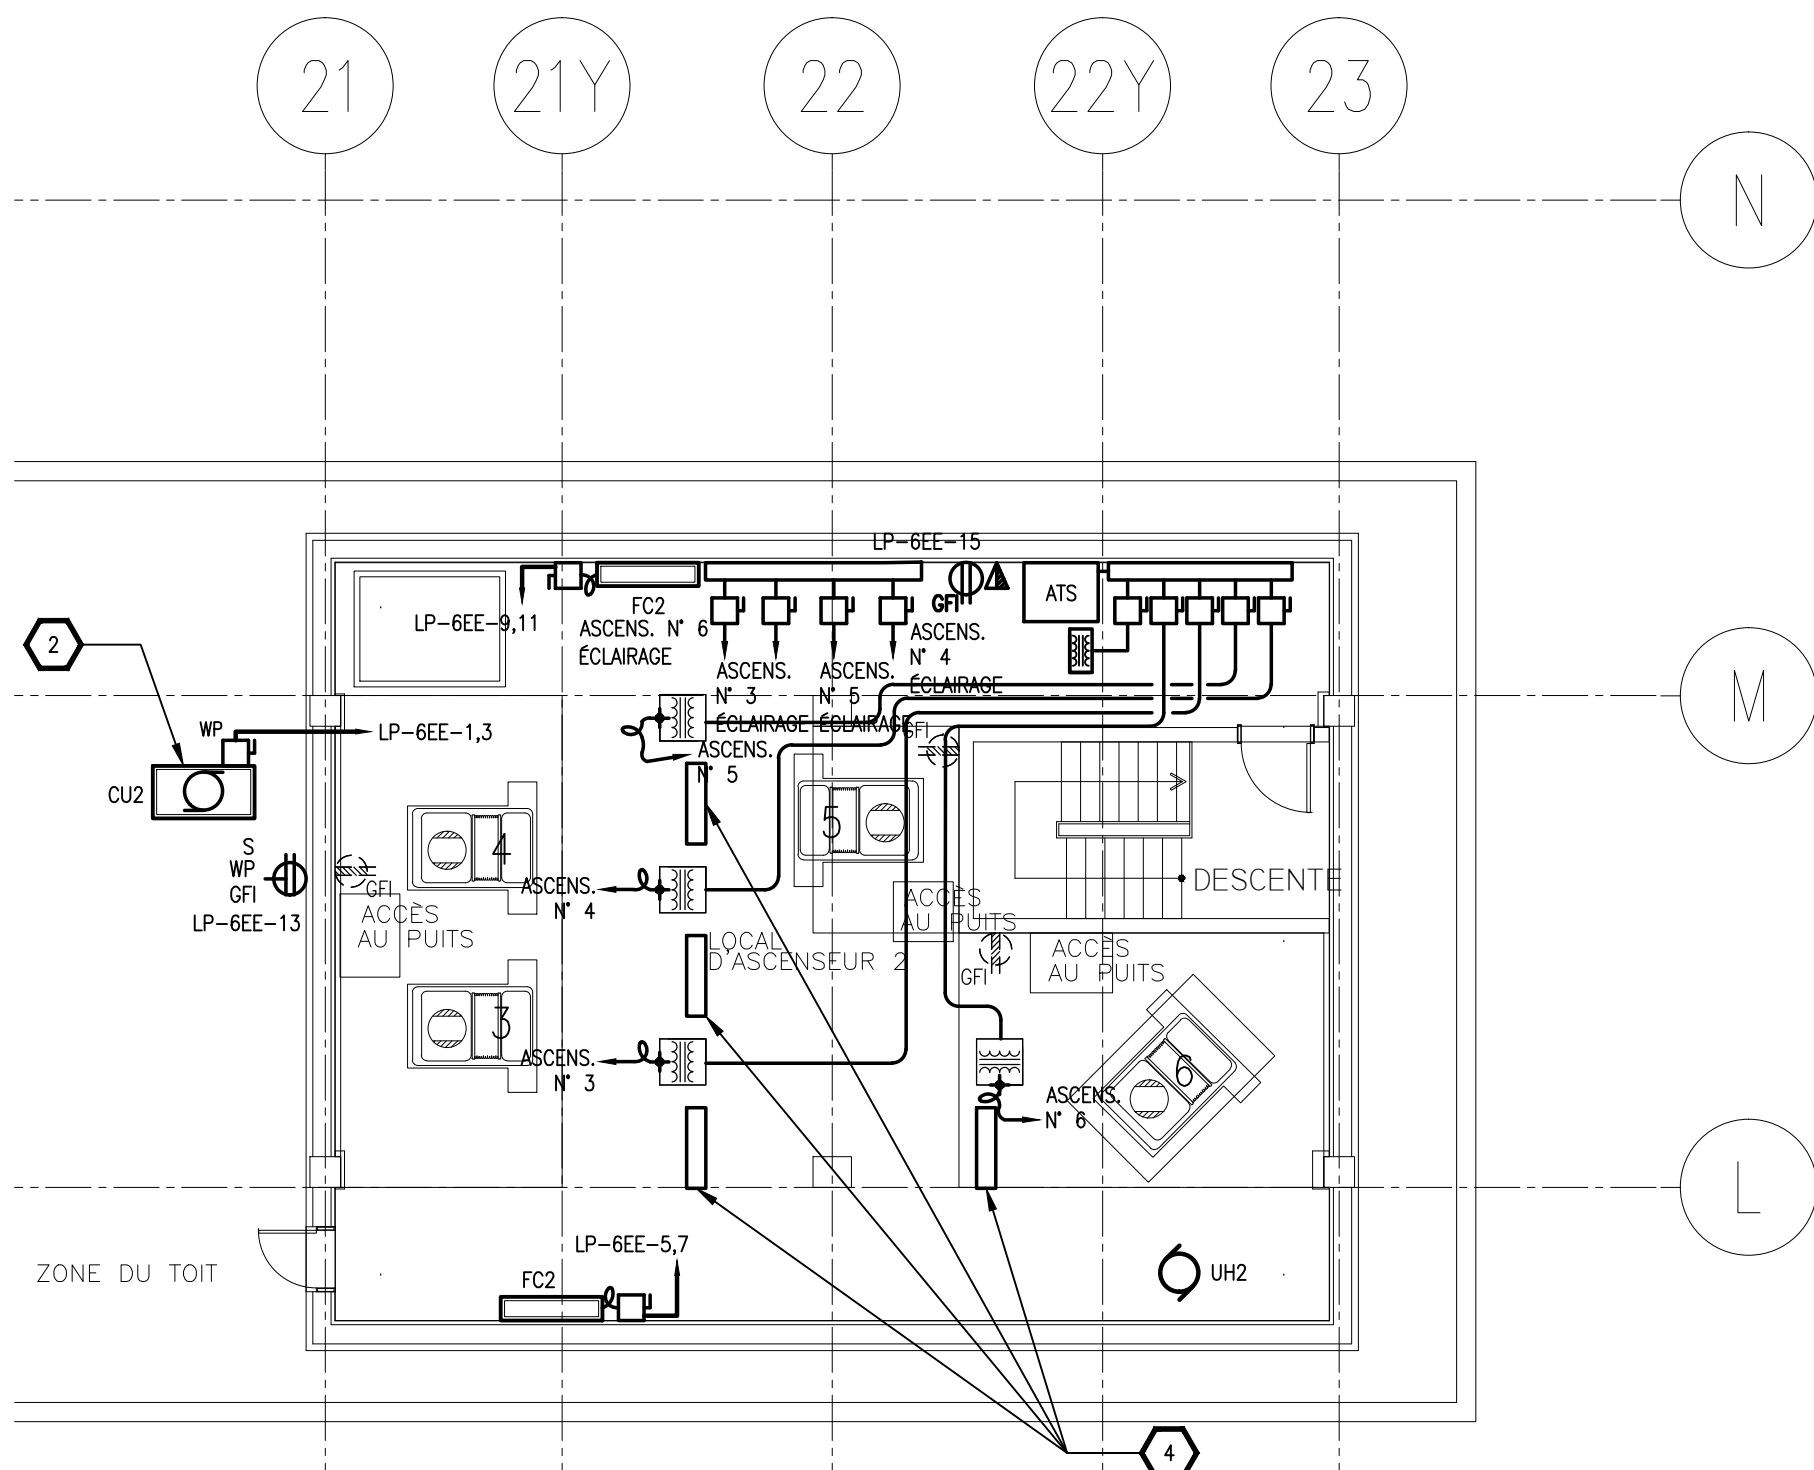 21
21Y
22
22Y
23
N
LP-6EE-15
FC2
GFI
ATS
LP-6EE-9,11
ASCENS. N° 6
ÉCLAIRAGE
ASCENS.
N° 4
ÉCLAIRAGE
2
ASCENS.
N° 3
ÉCLAIRAGE
ASCENS.
N° 5
ÉCLAIRAGE
M
WP
LP-6EE-1,3
GFI
ASCENS.
N° 5
CU2
5
4
S
WP
GFI
LP-6EE-13
GFI
ACCÈS
AU PUITS
ASCENS.
N° 4
ACCÈS
AU PUITS
DESCENTE
LOCAL
D'ASCENSEUR 2
GFI
ACCÈS
AU PUITS
3
ASCENS.
N° 3
6
ASCENS.
N° 6
L
LP-6EE-5,7
ZONE DU TOIT
FC2
UH2
4